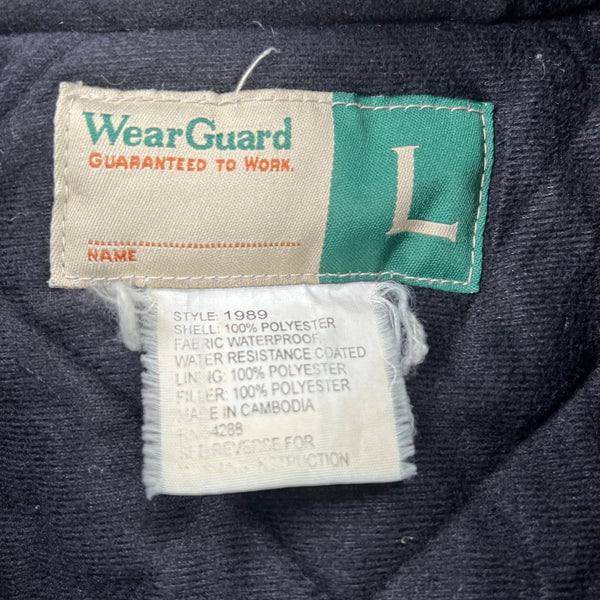 WearGuard
GUARANTEED TO WORK.
L
NAME
STYLE: 1989
SHELL: 100% POLYESTER
FABRIC WATERPROOF,
WATER RESISTANCE COATED
LINING: 100% POLYESTER
FILLER: 100% POLYESTER
MADE IN CAMBODIA
4288
REVERSE FOR
INSTRUCTION